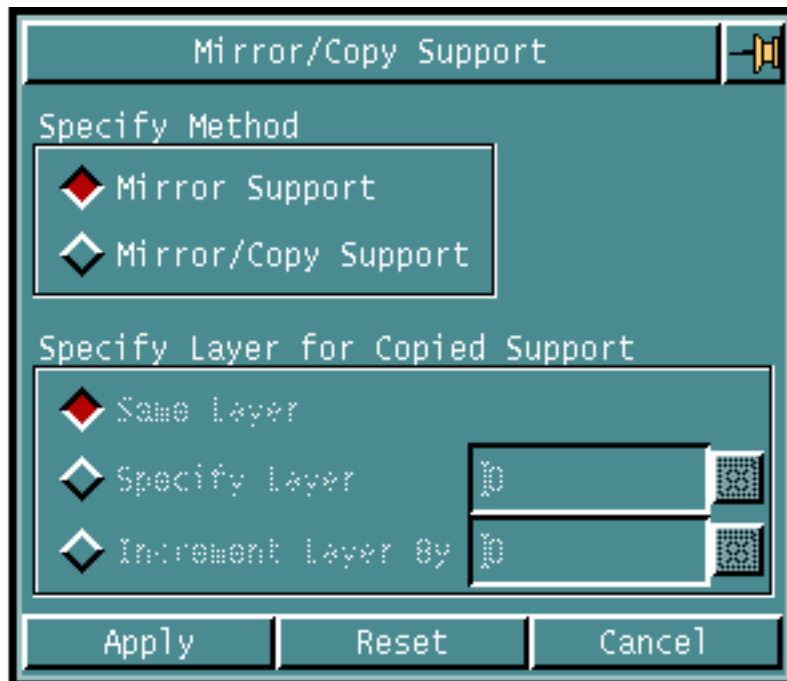 Mirror/Copy Support
Specify Method
Mirror Support
Mirror/Copy Support
Specify Layer for Copied Support
Same Layer
Specify Layer 0
Increment Layer By 0
Apply Reset Cancel